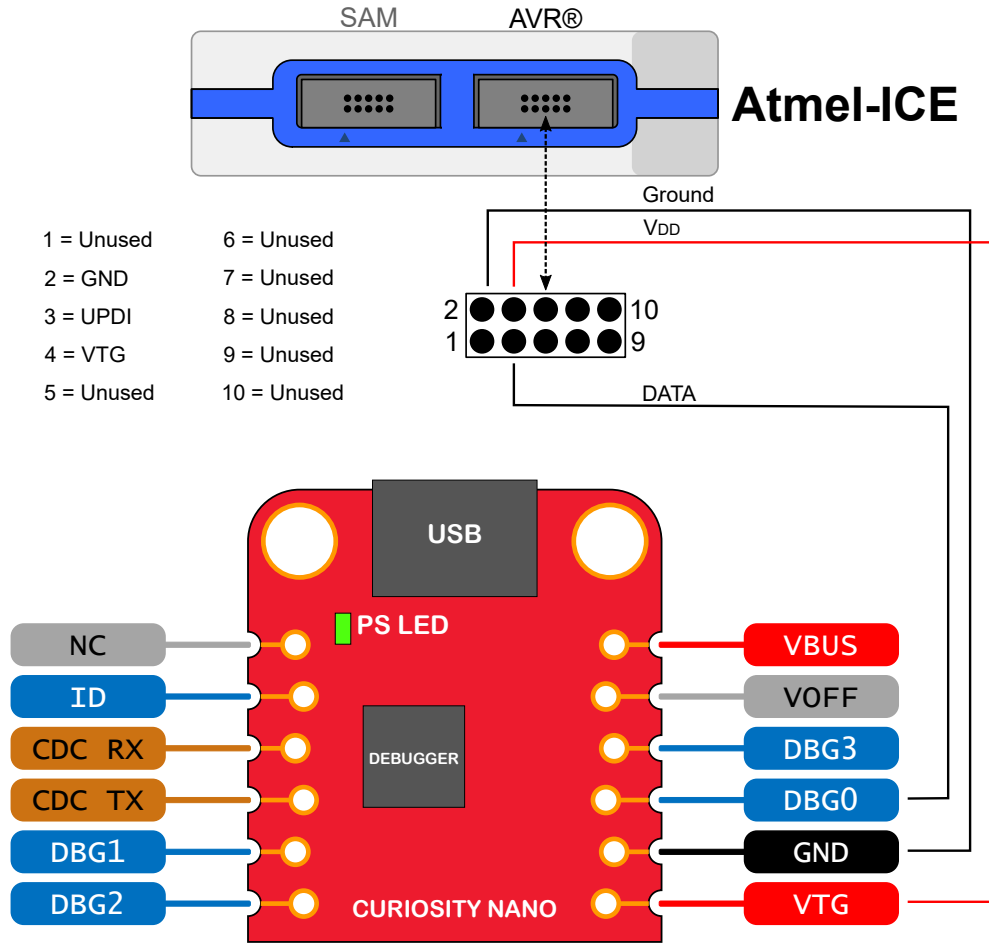 SAM
AVR®
Atmel-ICE
Ground
VDD
1 = Unused
2 = GND
3 = UPDI
4 = VTG
5 = Unused
6 = Unused
7 = Unused
8 = Unused
9 = Unused
10 = Unused
2
10
1
9
DATA
USB
PS LED
DEBUGGER
CURIOSITY NANO
NC
ID
CDC RX
CDC TX
DBG1
DBG2
VBUS
VOFF
DBG3
DBG0
GND
VTG